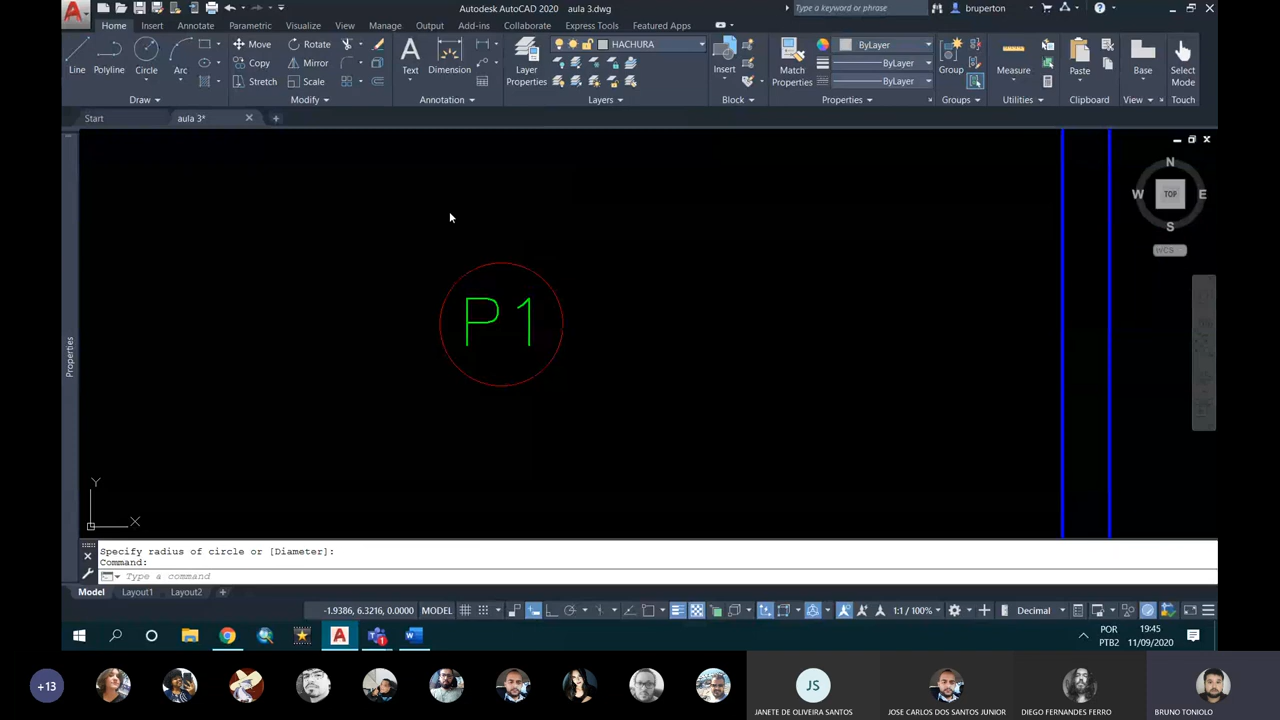 Autodesk AutoCAD 2020 aula 3.dwg
Type a keyword or phrase
bruperton
Home Insert Annotate Parametric View Manage Output Add-ins Collaborate Express Tools Featured Apps
Line Polyline Circle Arc
Move Rotate
Copy Mirror
Stretch Scale
Text Dimension
Layer Properties
HACHURA
Insert
Match Properties
ByLayer
ByLayer
ByLayer
Group
Measure
Paste
Base
Select Mode
Draw Modify Annotation Layers Block Properties Groups Utilities Clipboard View Touch
Start aula 3*
N
W TOP E
S
WCS
P1
Properties
Y
X
Specify radius of circle or [Diameter]:
Command:
Type a command
Model Layout1 Layout2
-1.9386, 6.3216, 0.0000 MODEL 1:1 / 100% Decimal
POR
PTB2
19:45
11/09/2020
1
+13
JS
JANETE DE OLIVEIRA SANTOS
JOSE CARLOS DOS SANTOS JUNIOR
DIEGO FERNANDES FERRO
BRUNO TONIOLO